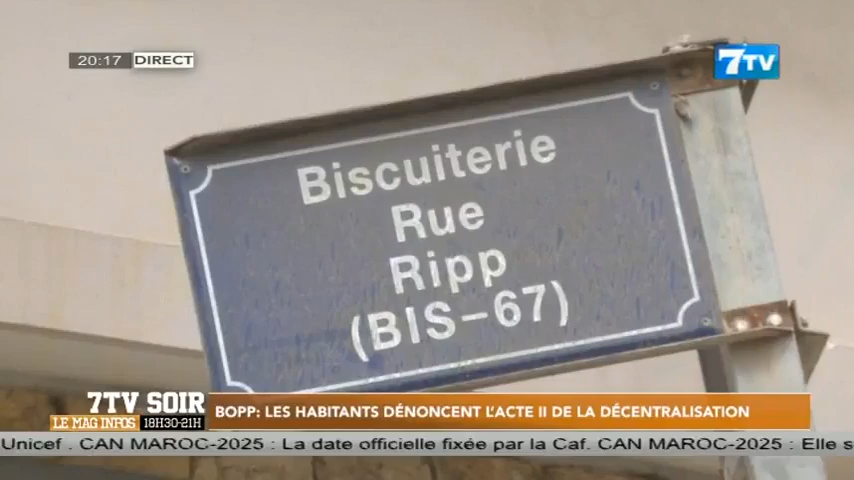 20:17 DIRECT
7TV
Biscuiterie
Rue
Ripp
(BIS-67)
7TV SOIR
LE MAG INFOS 18H30-21H
BOPP: LES HABITANTS DÉNONCENT L'ACTE II DE LA DÉCENTRALISATION
Unicef . CAN MAROC-2025 : La date officielle fixée par la Caf. CAN MAROC-2025 : Elle s